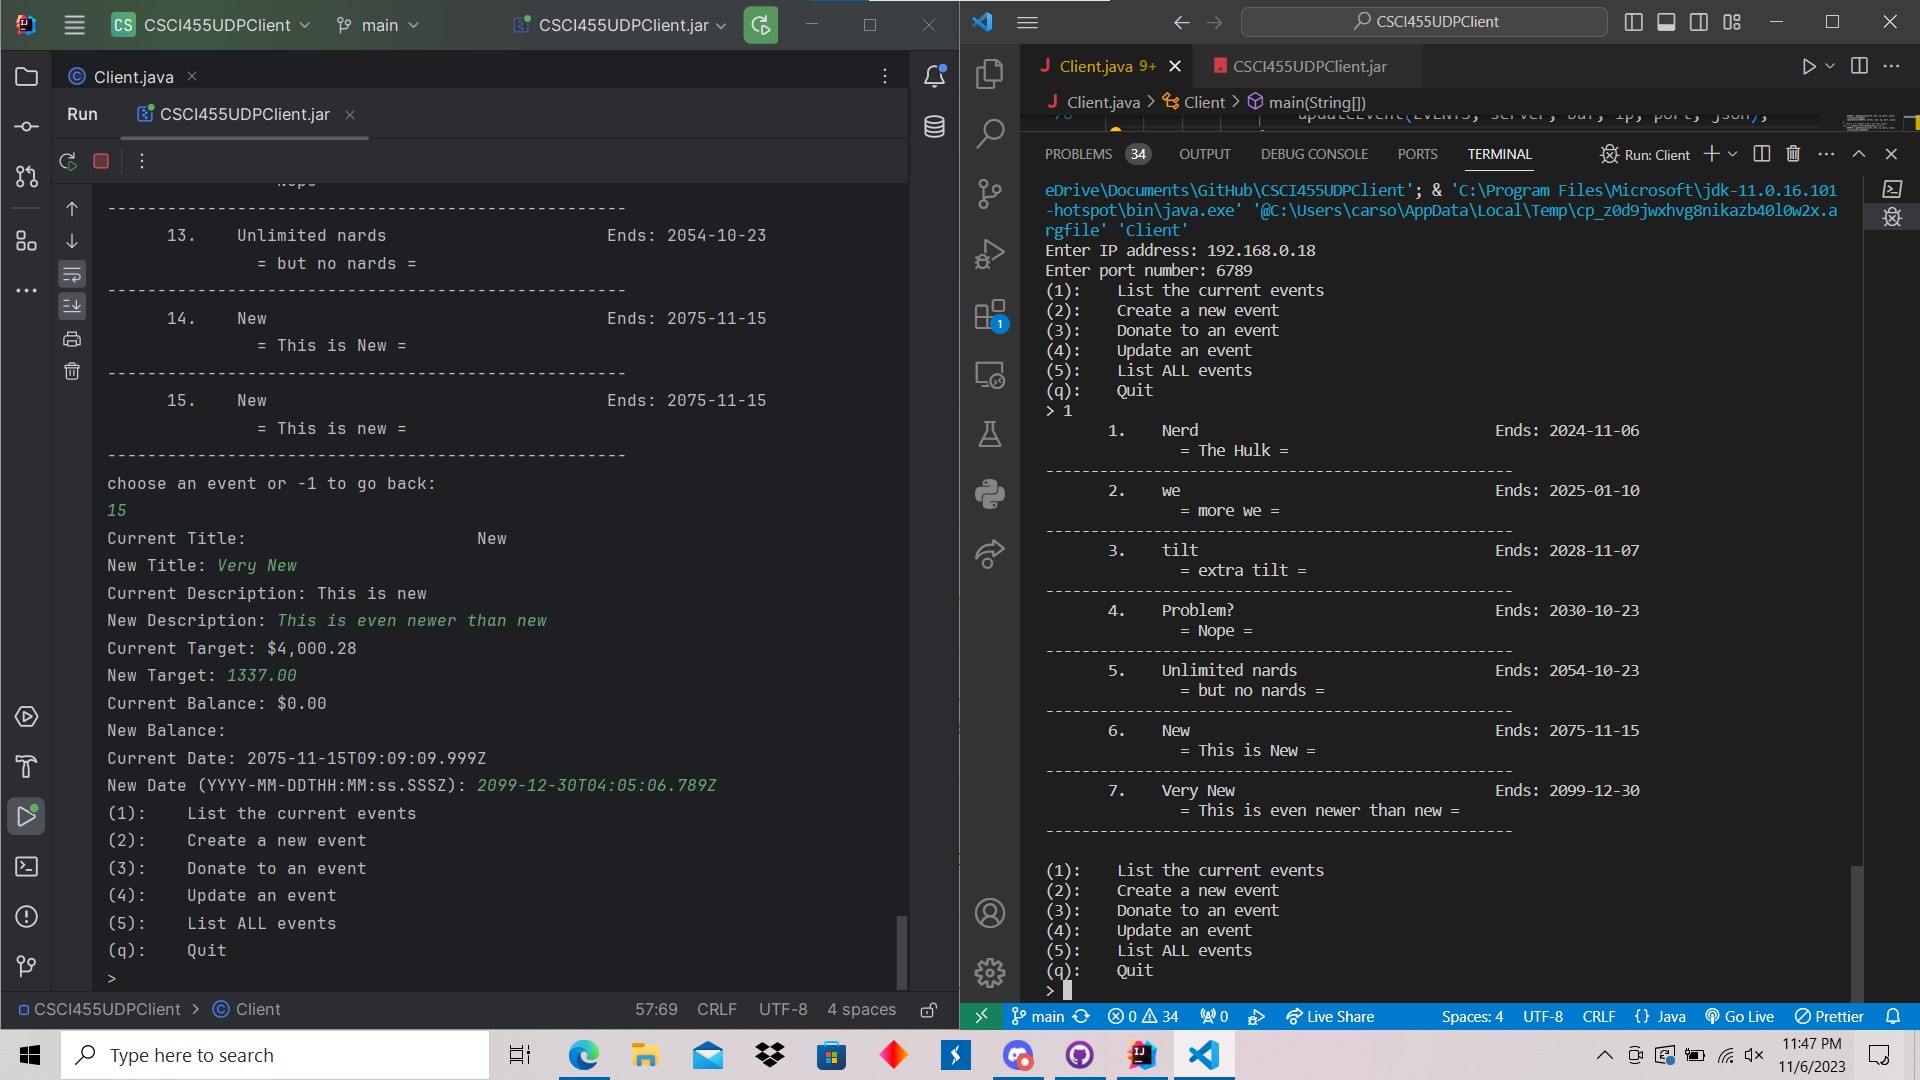 CS CSCI455UDPClient main CSCI455UDPClient.jar
Client.java
Run CSCI455UDPClient.jar
--------------------------------------------------
13. Unlimited nards Ends: 2054-10-23
= but no nards =
--------------------------------------------------
14. New Ends: 2075-11-15
= This is New =
--------------------------------------------------
15. New Ends: 2075-11-15
= This is new =
--------------------------------------------------
choose an event or -1 to go back:
15
Current Title: New
New Title: Very New
Current Description: This is new
New Description: This is even newer than new
Current Target: $4,000.28
New Target: 1337.00
Current Balance: $0.00
New Balance:
Current Date: 2075-11-15T09:09:09.999Z
New Date (YYYY-MM-DDTHH:MM:ss.SSSZ): 2099-12-30T04:05:06.789Z
(1): List the current events
(2): Create a new event
(3): Donate to an event
(4): Update an event
(5): List ALL events
(q): Quit
>
CSCI455UDPClient > Client 57:69 CRLF UTF-8 4 spaces
CSCI455UDPClient
Client.java 9+ CSCI455UDPClient.jar
Client.java > Client > main(String[])
PROBLEMS 34 OUTPUT DEBUG CONSOLE PORTS TERMINAL Run: Client
eDrive\Documents\GitHub\CSCI455UDPClient'; & 'C:\Program Files\Microsoft\jdk-11.0.16.101
-hotspot\bin\java.exe' '@C:\Users\carso\AppData\Local\Temp\cp_z0d9jwxhvg8nikazb40l0w2x.a
rgfile' 'Client'
Enter IP address: 192.168.0.18
Enter port number: 6789
(1): List the current events
(2): Create a new event
(3): Donate to an event
(4): Update an event
(5): List ALL events
(q): Quit
> 1
1. Nerd Ends: 2024-11-06
= The Hulk =
----------------------------------------------------
2. we Ends: 2025-01-10
= more we =
----------------------------------------------------
3. tilt Ends: 2028-11-07
= extra tilt =
----------------------------------------------------
4. Problem? Ends: 2030-10-23
= Nope =
----------------------------------------------------
5. Unlimited nards Ends: 2054-10-23
= but no nards =
----------------------------------------------------
6. New Ends: 2075-11-15
= This is New =
----------------------------------------------------
7. Very New Ends: 2099-12-30
= This is even newer than new =
----------------------------------------------------
(1): List the current events
(2): Create a new event
(3): Donate to an event
(4): Update an event
(5): List ALL events
(q): Quit
>
1
main 0 34 0 Live Share Spaces: 4 UTF-8 CRLF {} Java Go Live Prettier
Type here to search
11:47 PM
11/6/2023